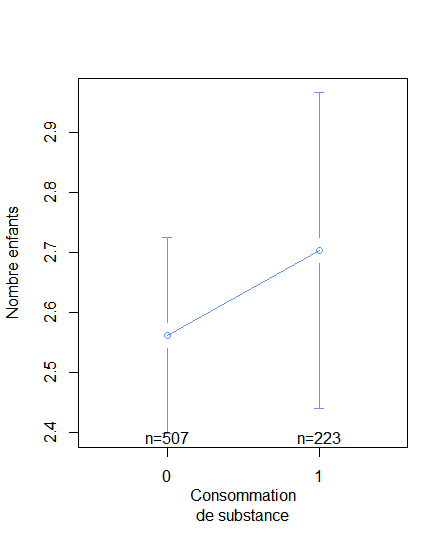 Nombre enfants
2.9
2.8
2.7
2.6
2.5
2.4
n=507 n=223
0 1
Consommation
de substance